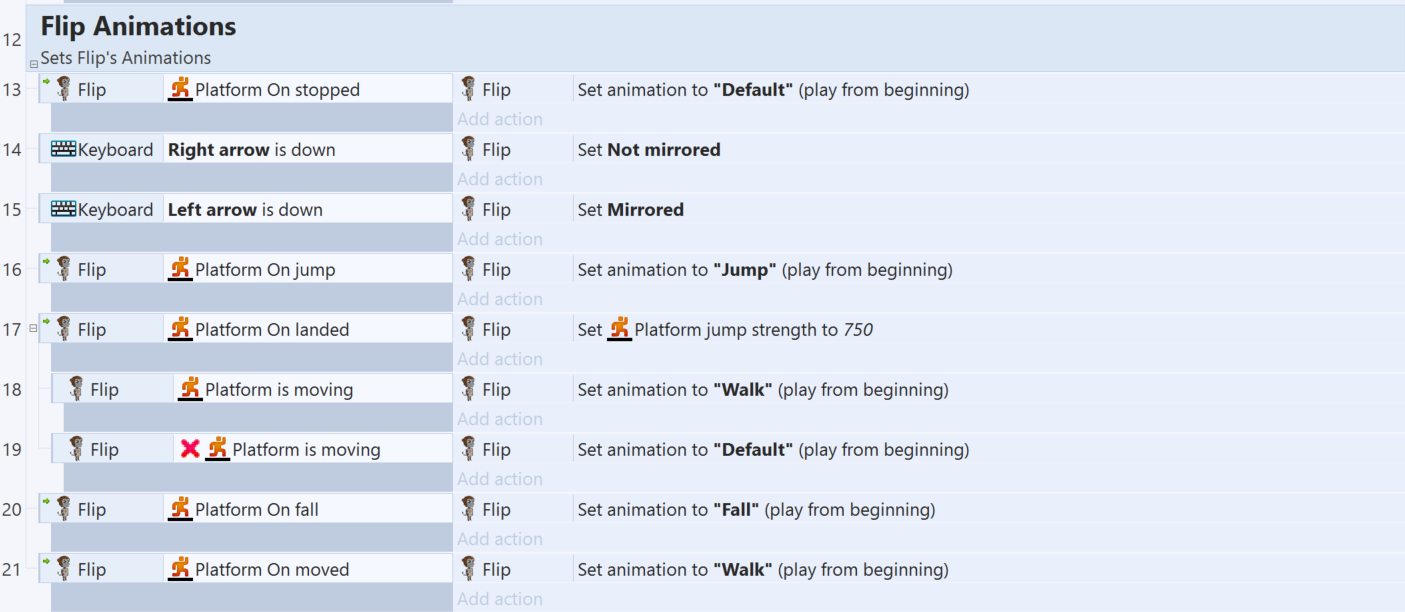 12
Flip Animations
Sets Flip's Animations
13 Flip Platform On stopped Flip Set animation to "Default" (play from beginning)
Add action
14 Keyboard Right arrow is down Flip Set Not mirrored
Add action
15 Keyboard Left arrow is down Flip Set Mirrored
Add action
16 Flip Platform On jump Flip Set animation to "Jump" (play from beginning)
Add action
17 Flip Platform On landed Flip Set Platform jump strength to 750
Add action
18 Flip Platform is moving Flip Set animation to "Walk" (play from beginning)
Add action
19 Flip Platform is moving Flip Set animation to "Default" (play from beginning)
Add action
20 Flip Platform On fall Flip Set animation to "Fall" (play from beginning)
Add action
21 Flip Platform On moved Flip Set animation to "Walk" (play from beginning)
Add action